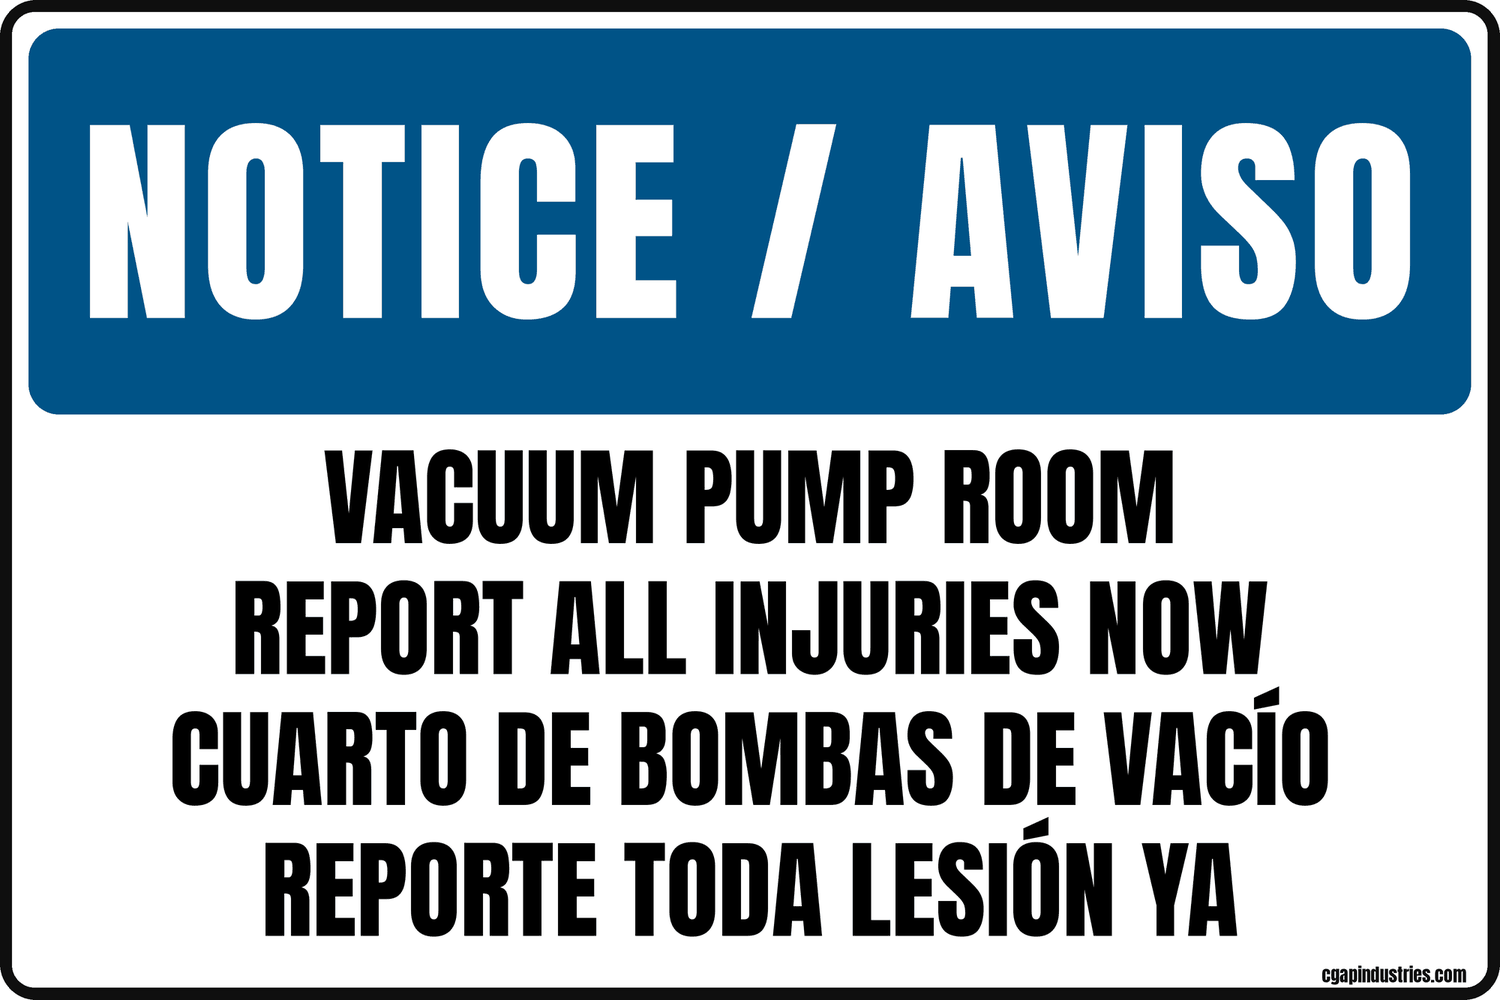 NOTICE / AVISO
VACUUM PUMP ROOM
REPORT ALL INJURIES NOW
CUARTO DE BOMBAS DE VACÍO
REPORTE TODA LESIÓN YA
cgapindustries.com